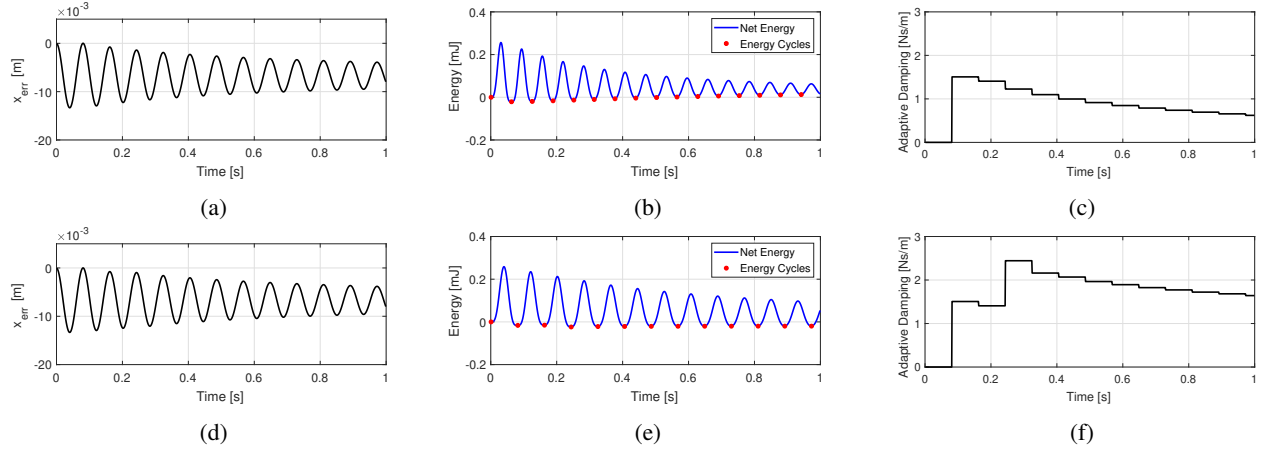 ×10⁻³
0
-10
-20
x_err [m]
0 0.2 0.4 0.6 0.8 1
Time [s]
(a)
0.4
0.2
0
-0.2
Energy [mJ]
Net Energy
Energy Cycles
0 0.2 0.4 0.6 0.8 1
Time [s]
(b)
3
2
1
0
Adaptive Damping [Ns/m]
0 0.2 0.4 0.6 0.8 1
Time [s]
(c)
×10⁻³
0
-10
-20
x_err [m]
0 0.2 0.4 0.6 0.8 1
Time [s]
(d)
0.4
0.2
0
-0.2
Energy [mJ]
Net Energy
Energy Cycles
0 0.2 0.4 0.6 0.8 1
Time [s]
(e)
3
2
1
0
Adaptive Damping [Ns/m]
0 0.2 0.4 0.6 0.8 1
Time [s]
(f)